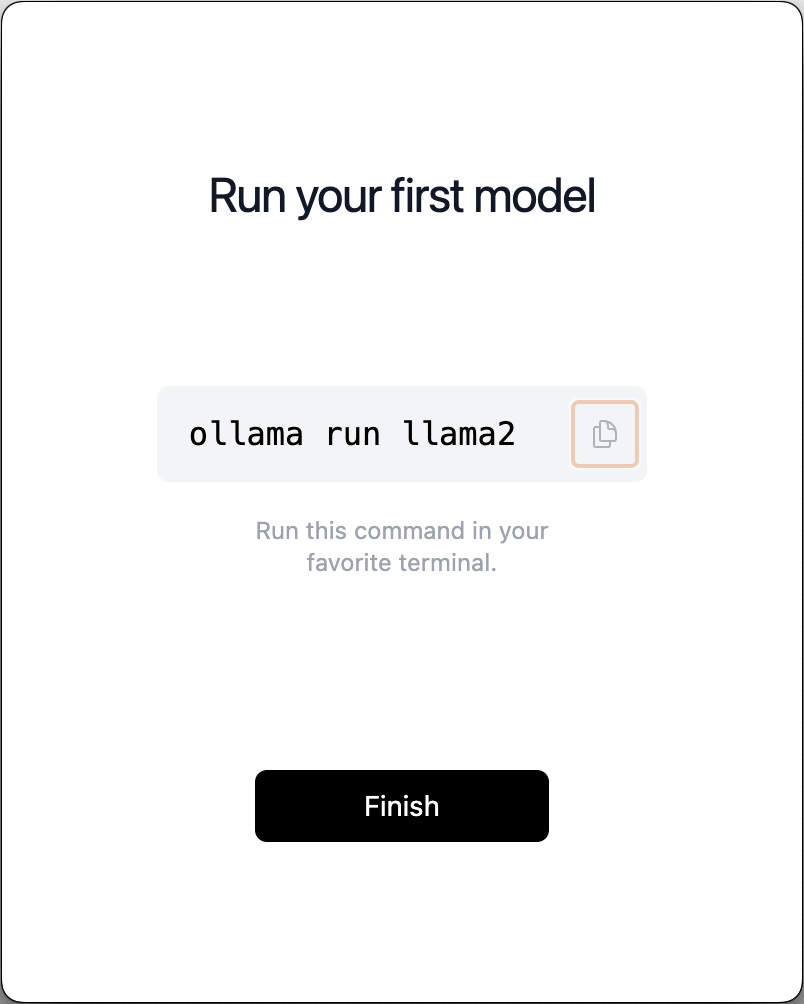 Run your first model
ollama run llama2
Run this command in your
favorite terminal.
Finish